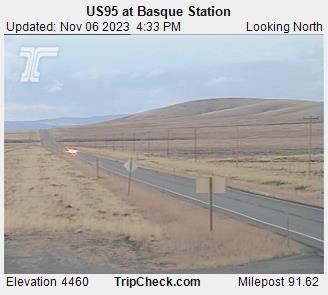 US95 at Basque Station
Updated: Nov 06 2023 4:33 PM Looking North
Elevation 4460 TripCheck.com Milepost 91.62